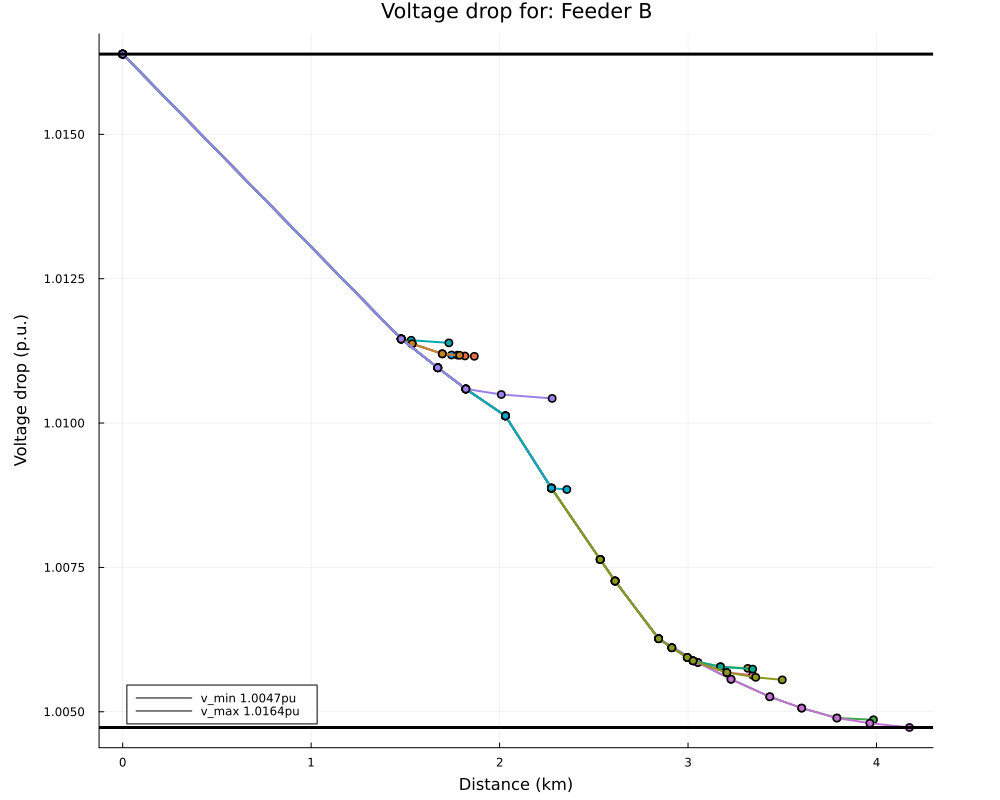 Voltage drop for: Feeder B
Voltage drop (p.u.)
1.0150
1.0125
1.0100
1.0075
1.0050
v_min 1.0047pu
v_max 1.0164pu
0 1 2 3 4
Distance (km)